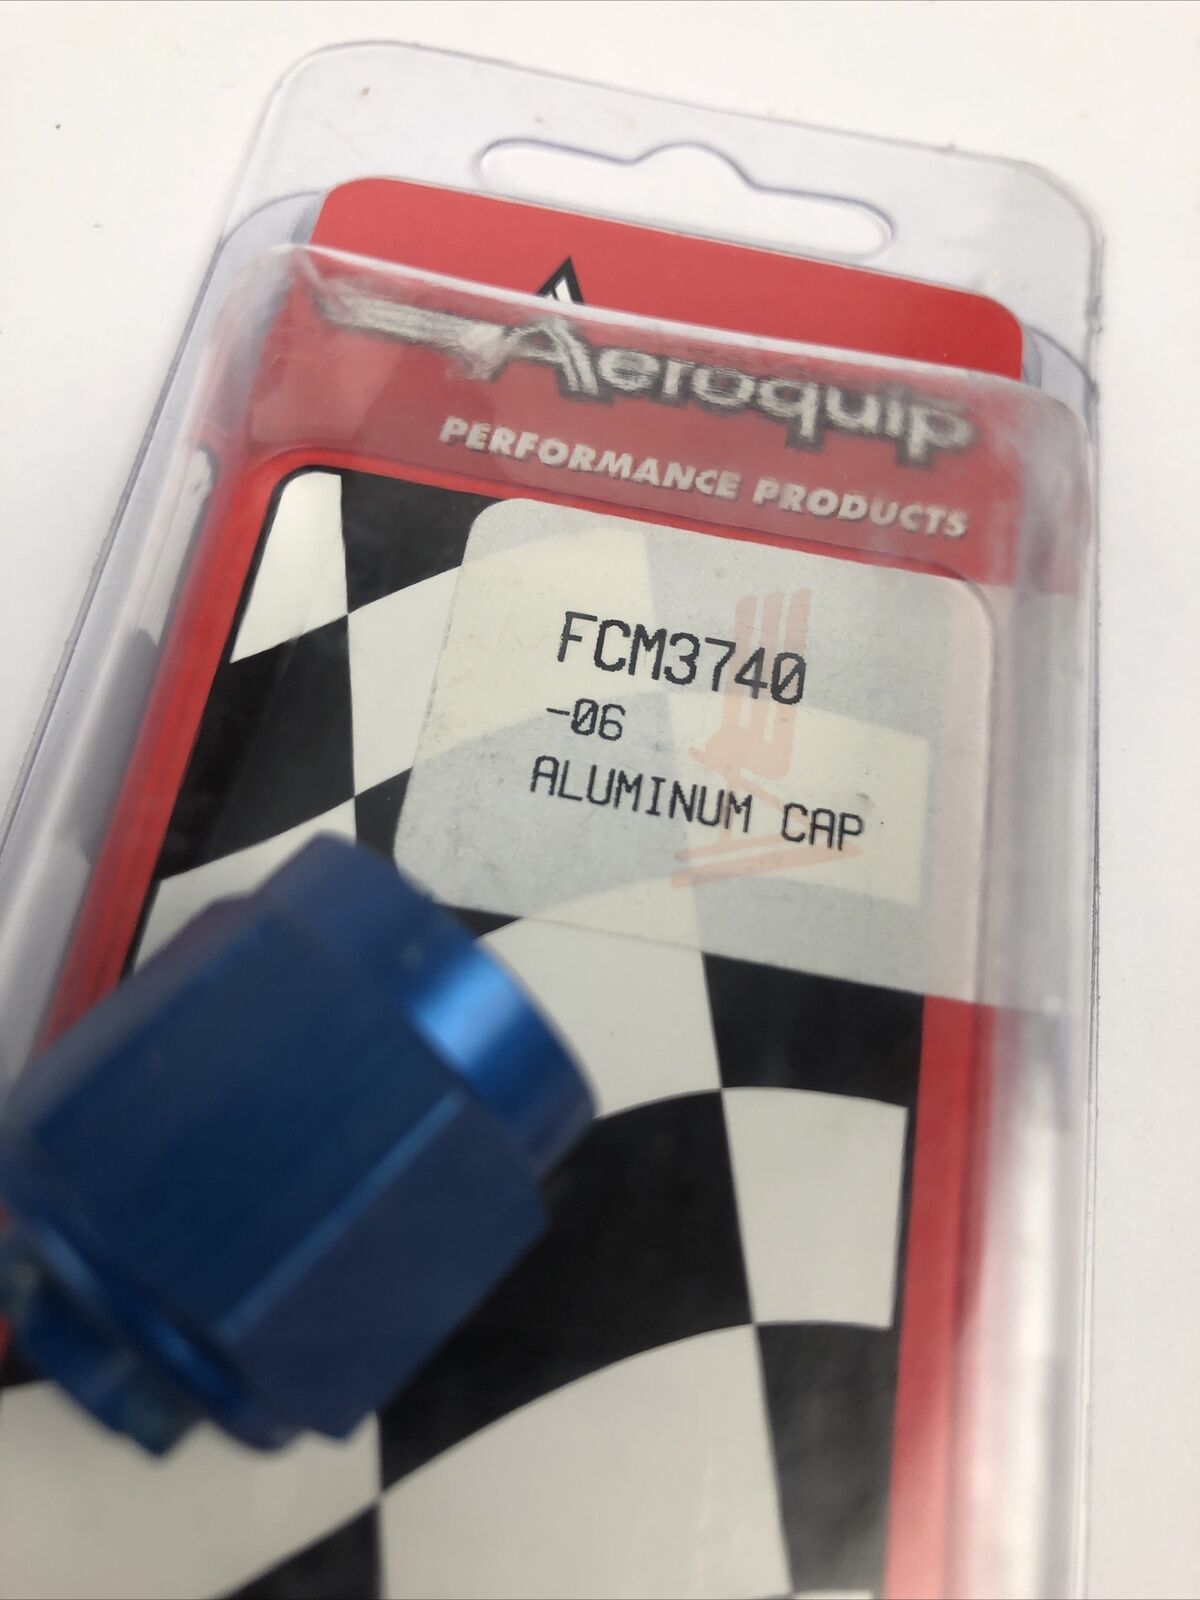 Aeroquip
PERFORMANCE PRODUCTS
FCM3740
-06
ALUMINUM CAP